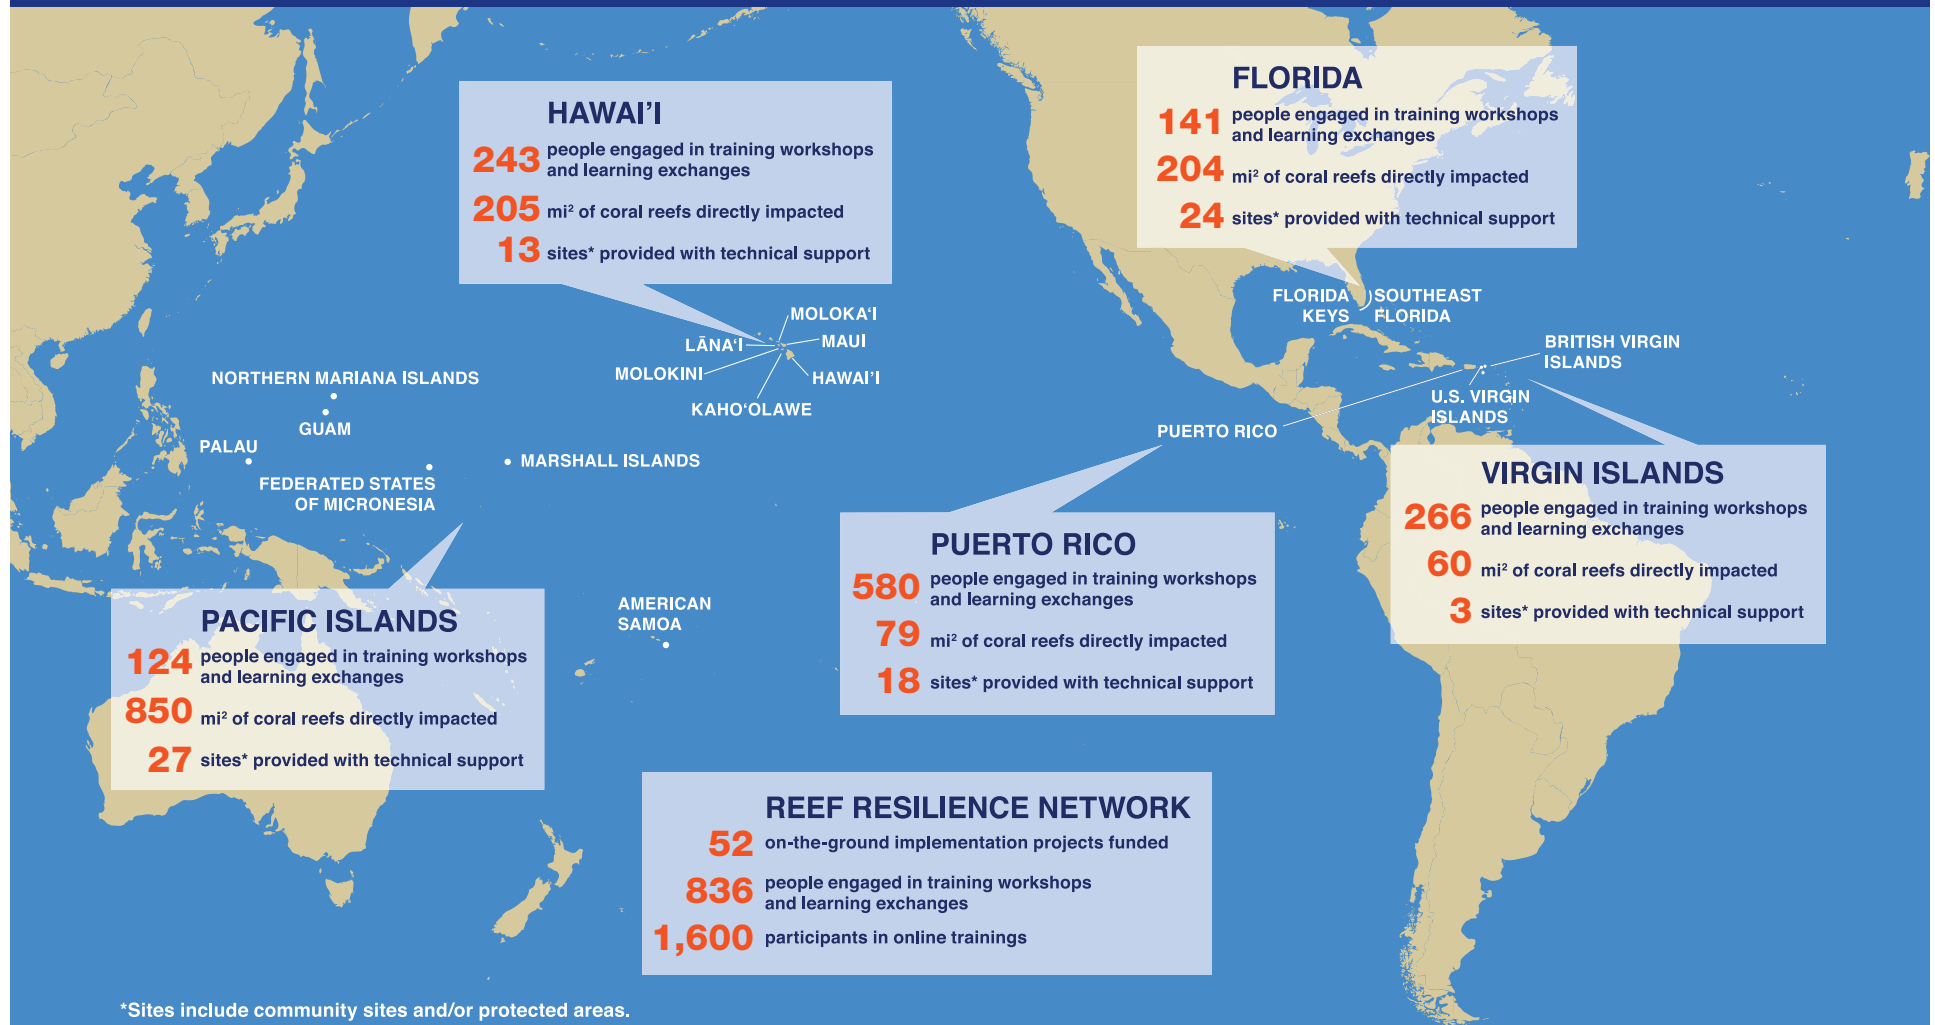 HAWAI'I
243 people engaged in training workshops
and learning exchanges
205 mi² of coral reefs directly impacted
13 sites* provided with technical support
FLORIDA
141 people engaged in training workshops
and learning exchanges
204 mi² of coral reefs directly impacted
24 sites* provided with technical support
MOLOKA‘I
LĀNA‘I
MAUI
MOLOKINI
HAWAI'I
KAHO‘OLAWE
FLORIDA
KEYS
SOUTHEAST
FLORIDA
BRITISH VIRGIN
ISLANDS
U.S. VIRGIN
ISLANDS
PUERTO RICO
NORTHERN MARIANA ISLANDS
GUAM
PALAU
MARSHALL ISLANDS
FEDERATED STATES
OF MICRONESIA
AMERICAN
SAMOA
VIRGIN ISLANDS
266 people engaged in training workshops
and learning exchanges
60 mi² of coral reefs directly impacted
3 sites* provided with technical support
PUERTO RICO
580 people engaged in training workshops
and learning exchanges
79 mi² of coral reefs directly impacted
18 sites* provided with technical support
PACIFIC ISLANDS
124 people engaged in training workshops
and learning exchanges
850 mi² of coral reefs directly impacted
27 sites* provided with technical support
REEF RESILIENCE NETWORK
52 on-the-ground implementation projects funded
836 people engaged in training workshops
and learning exchanges
1,600 participants in online trainings
*Sites include community sites and/or protected areas.